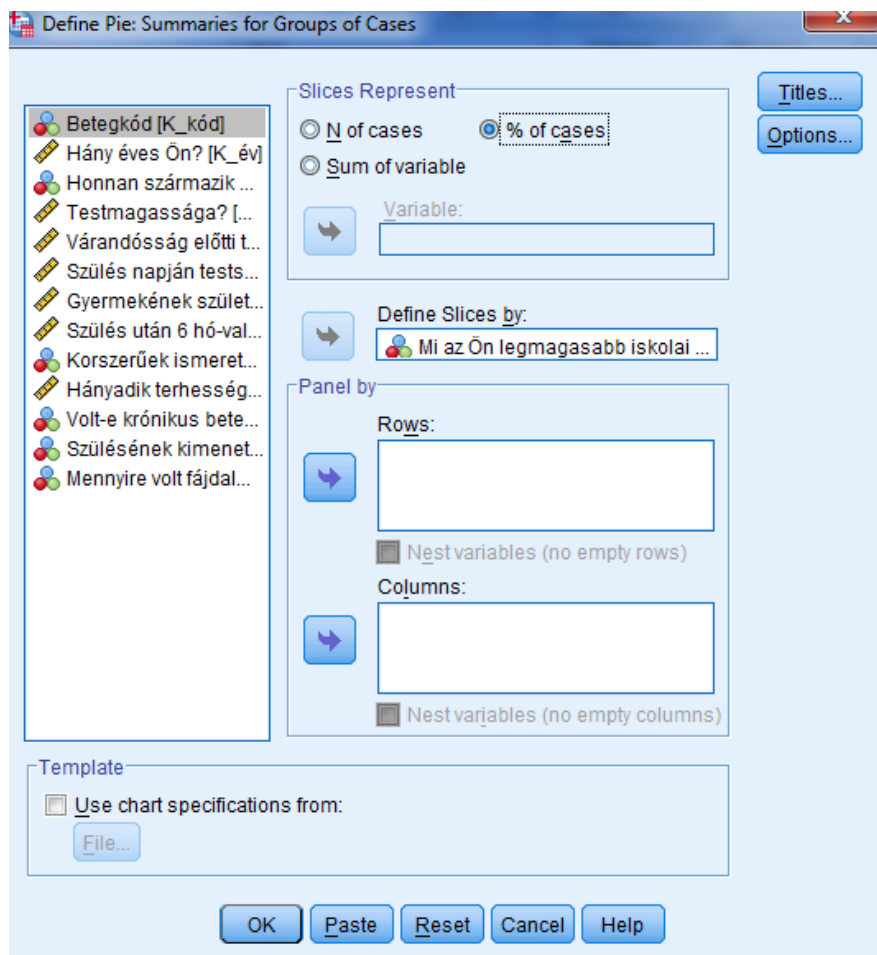 Define Pie: Summaries for Groups of Cases
Betegkód [K_kód]
Hány éves Ön? [K_év]
Honnan származik ...
Testmagassága? [...
Várandósság előtti t...
Szülés napján tests...
Gyermekének szület...
Szülés után 6 hó-val...
Korszerűek ismeret...
Hányadik terhesség...
Volt-e krónikus bete...
Szülésének kimenet...
Mennyire volt fájdal...
Slices Represent
N of cases
% of cases
Sum of variable
Variable:
Define Slices by:
Mi az Ön legmagasabb iskolai ...
Panel by
Rows:
Nest variables (no empty rows)
Columns:
Nest variables (no empty columns)
Titles...
Options...
Template
Use chart specifications from:
File...
OK
Paste
Reset
Cancel
Help